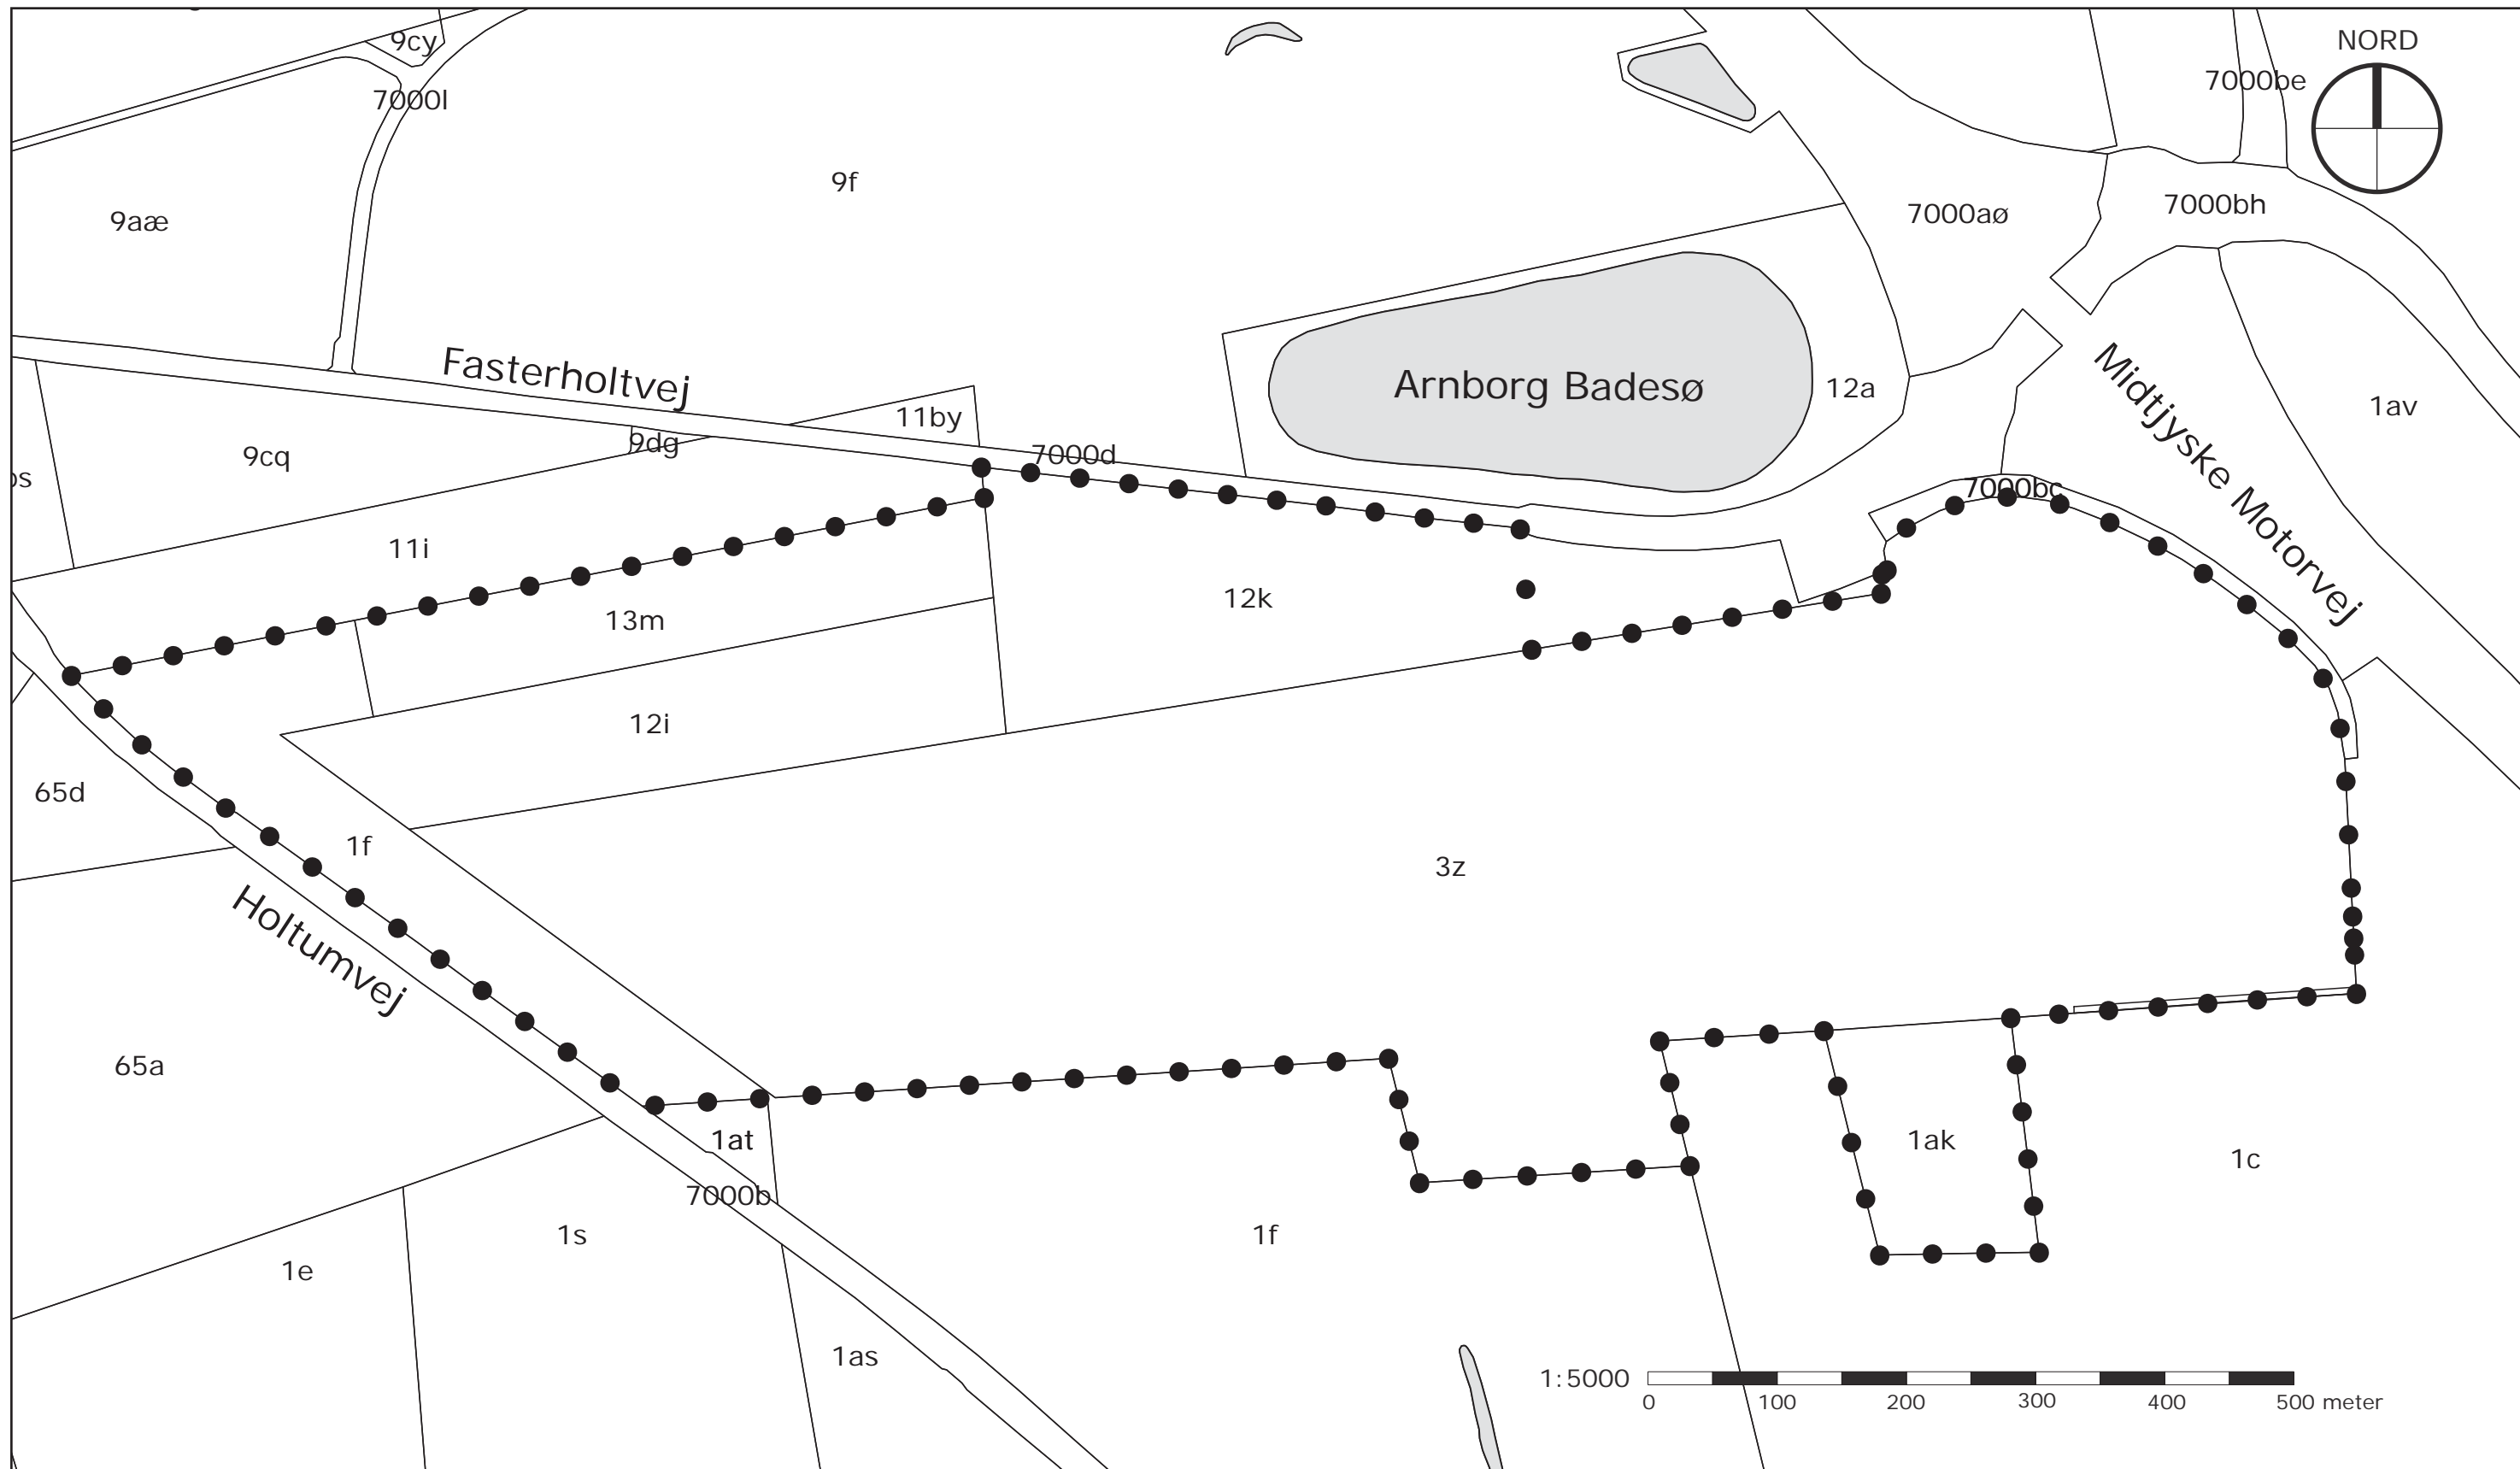 9cy
NORD
7000be
7000l
9f
7000bh
7000aø
9aæ
Fasterholtvej
Midtjyske Motorvej
Arnborg Badesø
12a
1av
11by
9dg
7000d
9cq
11i
12k
13m
12i
65d
1f
3z
Holtumvej
65a
1at
1ak
1c
7000b
1s
1f
1e
1as
1:5000
0 100 200 300 400 500 meter